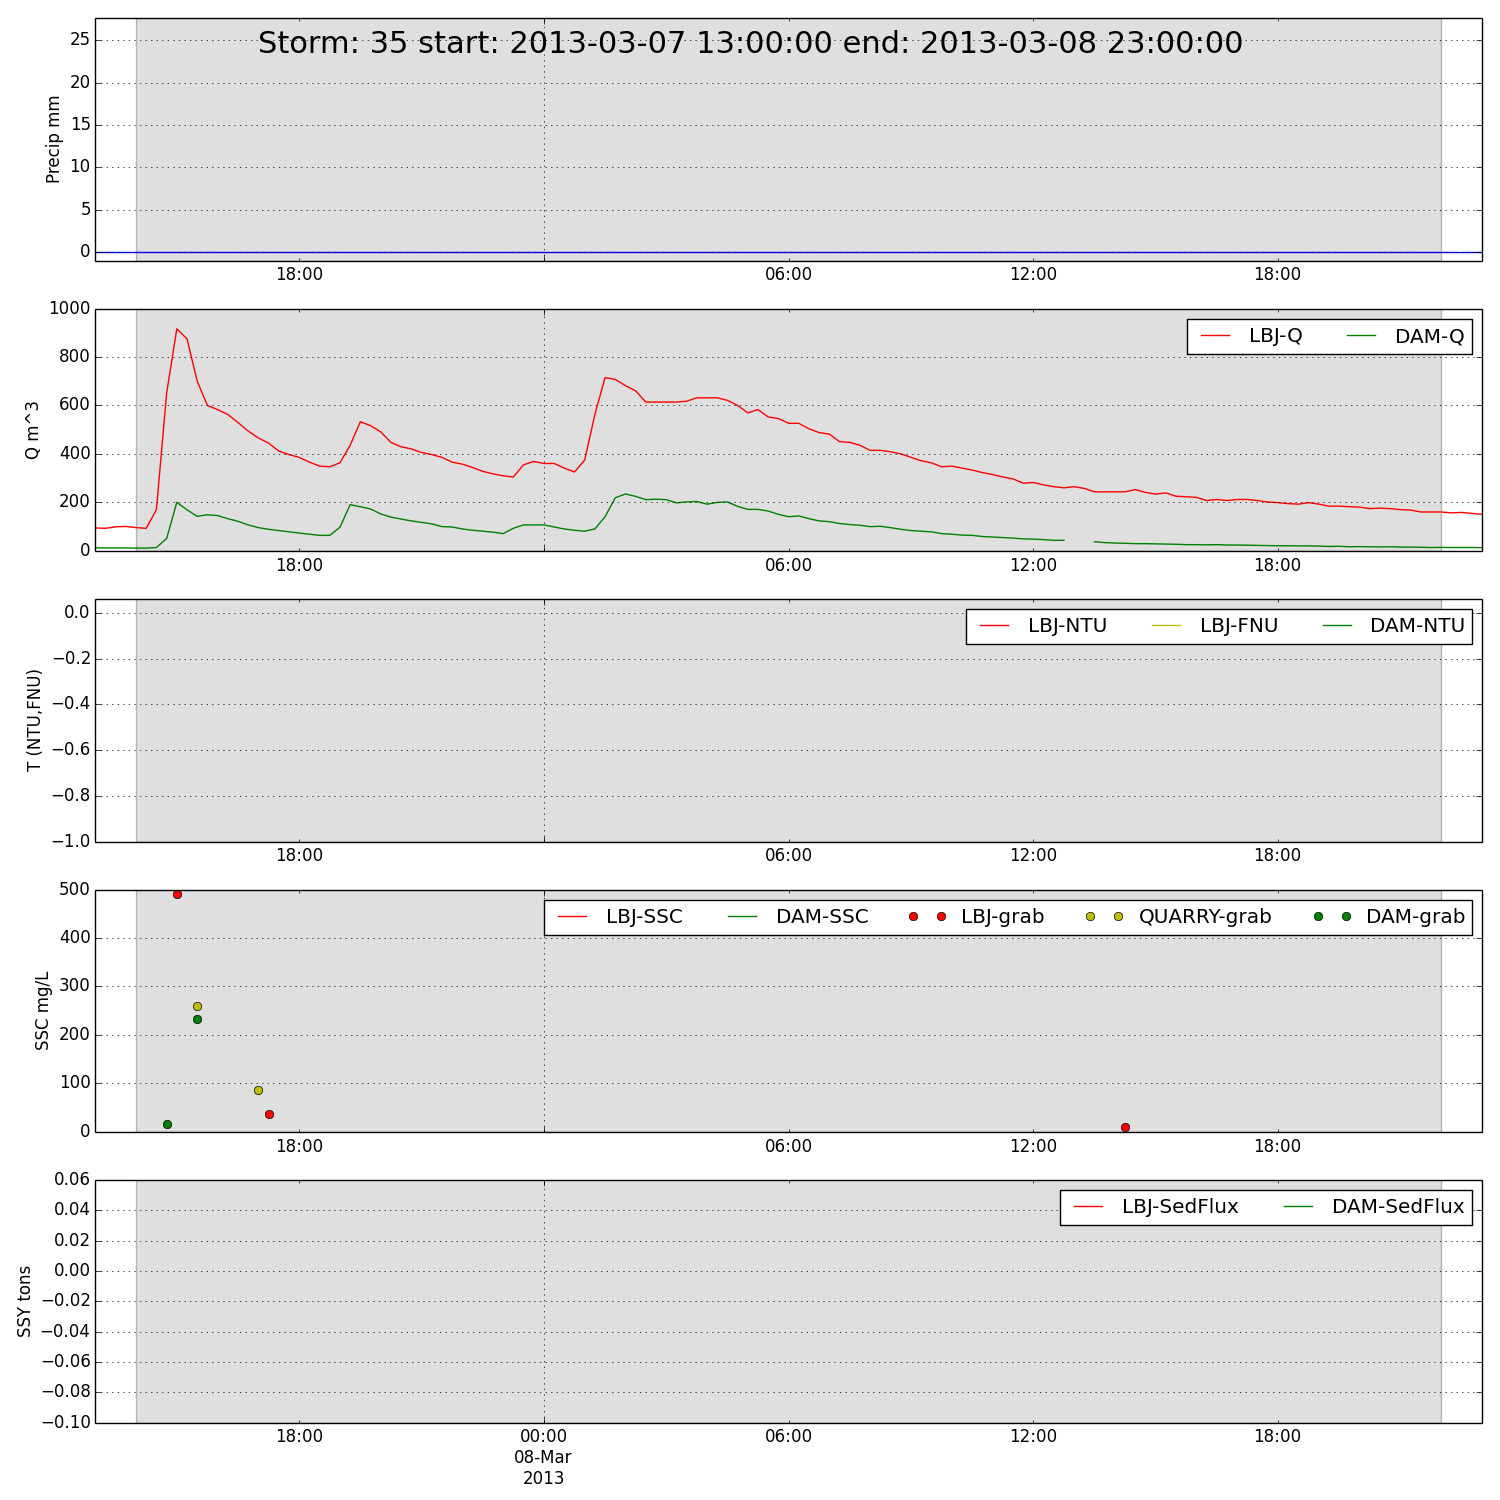 Storm: 35 start: 2013-03-07 13:00:00 end: 2013-03-08 23:00:00
Precip mm
25
20
15
10
5
0
18:00 06:00 12:00 18:00
Q m^3
1000
800
600
400
200
0
LBJ-Q DAM-Q
18:00 06:00 12:00 18:00
T (NTU,FNU)
0.0
−0.2
−0.4
−0.6
−0.8
−1.0
LBJ-NTU LBJ-FNU DAM-NTU
18:00 06:00 12:00 18:00
SSC mg/L
500
400
300
200
100
0
LBJ-SSC DAM-SSC LBJ-grab QUARRY-grab DAM-grab
18:00 06:00 12:00 18:00
SSY tons
0.06
0.04
0.02
0.00
−0.02
−0.04
−0.06
−0.08
−0.10
LBJ-SedFlux DAM-SedFlux
18:00 00:00 06:00 12:00 18:00
08-Mar
2013